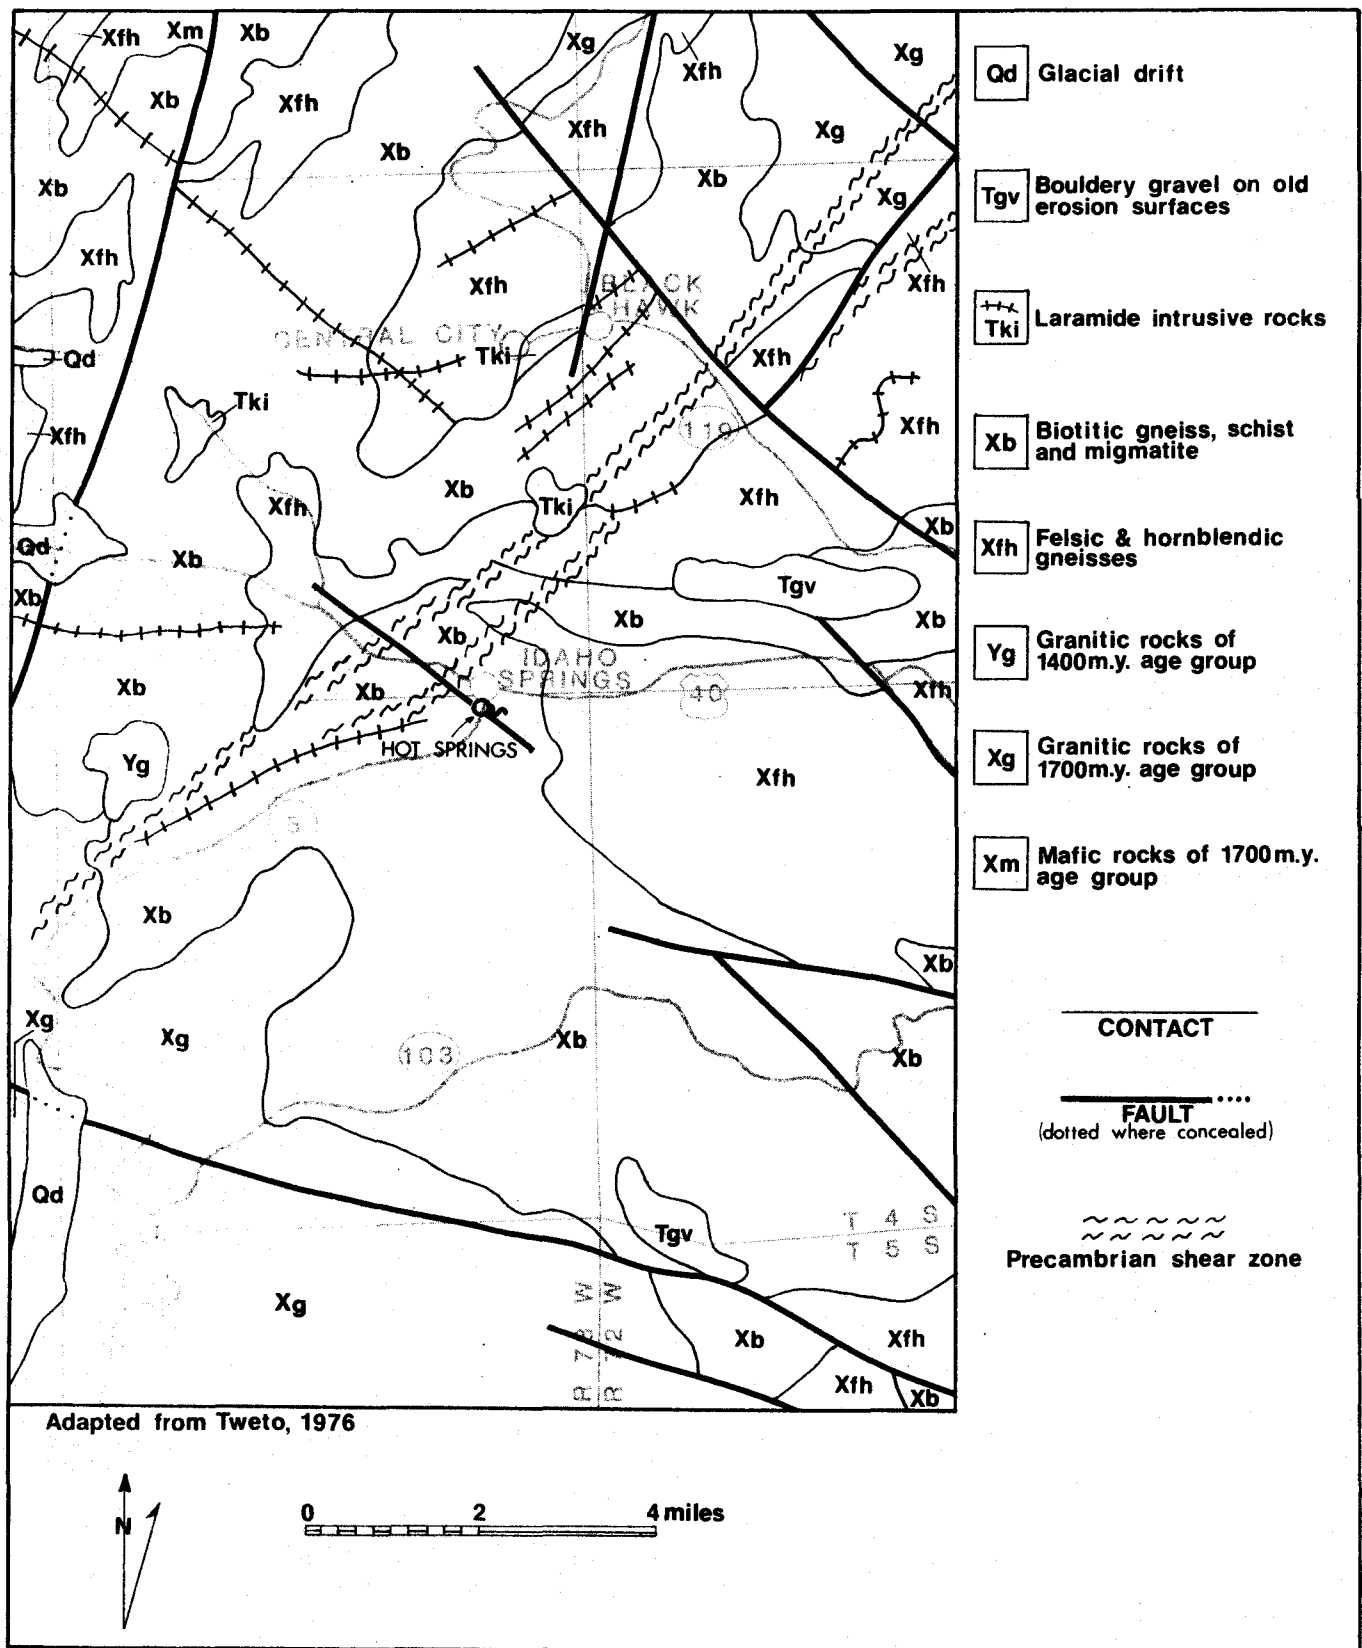 Xfh Xm Xb Xg Xfh Xg
Xb Xfh Xb Xfh Xb Xg
Xb Xg
Xfh Xfh Xfh
BLACK
HAWK
CENTRAL CITY
Qd Tki Xfh
Tki
Xfh 119 Xfh
Xb Xfh
Xfh Tki Xb
Qd Xb
Xb Tgv
Xb Xb Xb
IDAHO
SPRINGS
Xb Xb 40 Xfh
HOT SPRINGS
Yg Xfh
Xb
Xb
Xg Xg 103 Xb Xb
Qd
Tgv
T 4 S
T 5 S
Xg
R 73 W
R 72 W
Xb Xfh
Xfh Xb
Qd Glacial drift
Tgv Bouldery gravel on old
erosion surfaces
Tki Laramide intrusive rocks
Xb Biotitic gneiss, schist
and migmatite
Xfh Felsic & hornblendic
gneisses
Yg Granitic rocks of
1400m.y. age group
Xg Granitic rocks of
1700m.y. age group
Xm Mafic rocks of 1700m.y.
age group
CONTACT
FAULT
(dotted where concealed)
Precambrian shear zone
Adapted from Tweto, 1976
N
0 2 4 miles